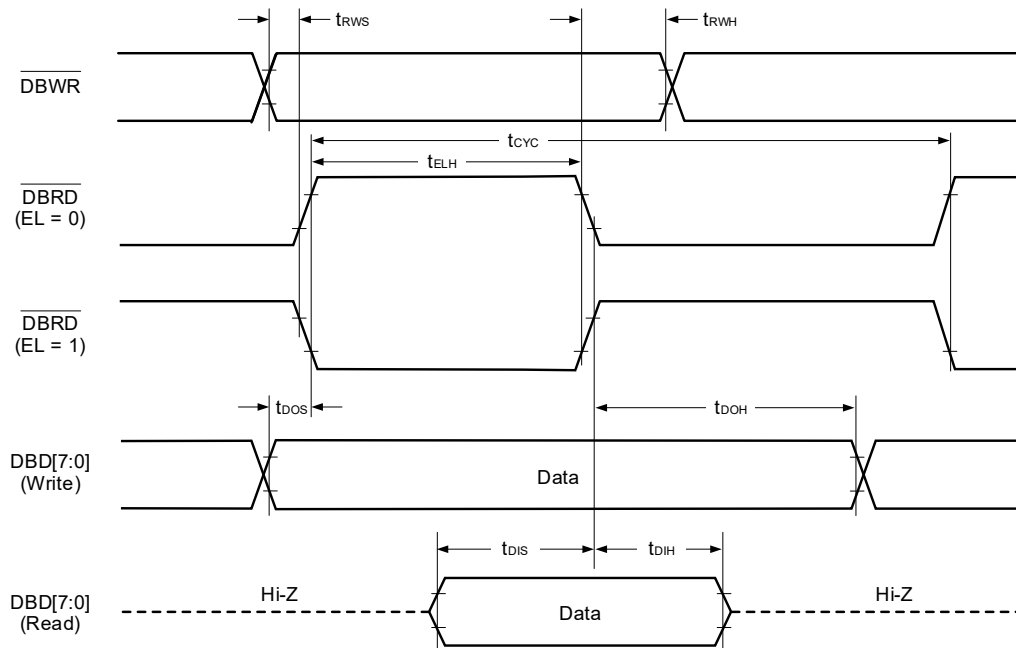 tRWS
tRWH
DBWR
tCYC
tELH
DBRD
(EL = 0)
DBRD
(EL = 1)
tDOS
tDOH
DBD[7:0]
(Write)
Data
tDIS
tDIH
Hi-Z
Hi-Z
DBD[7:0]
(Read)
Data